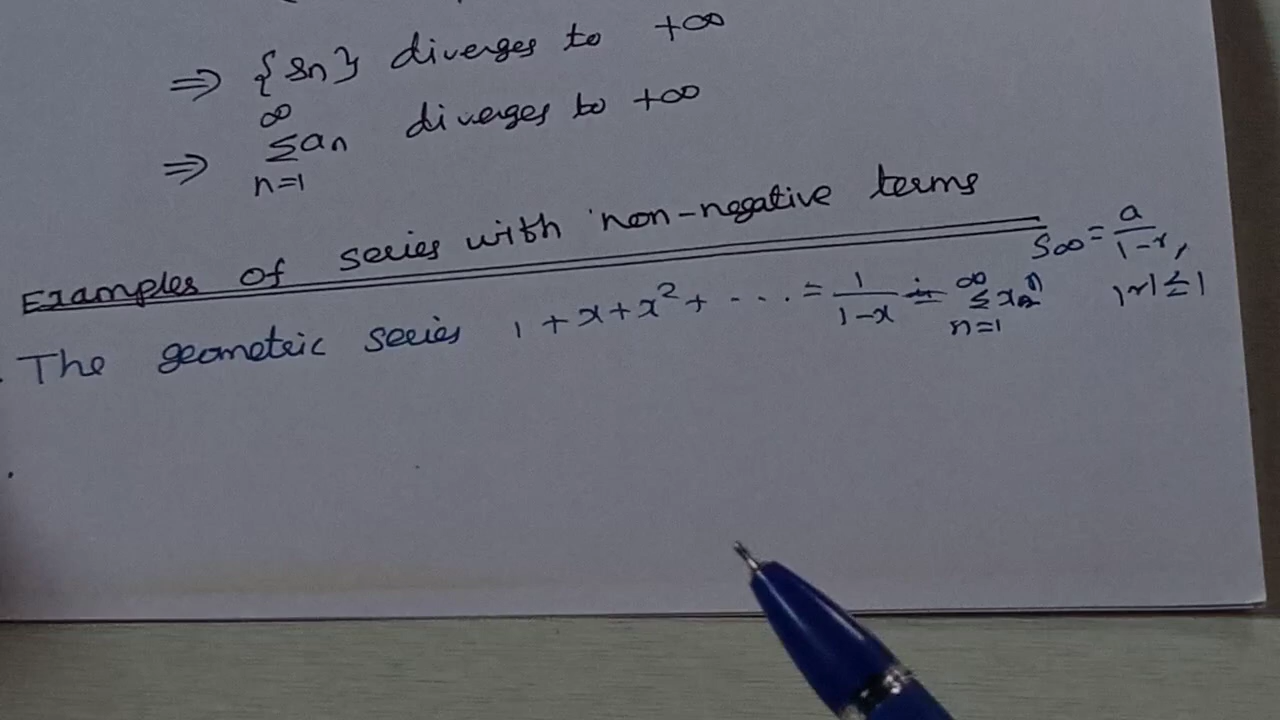 ⇒ {sn} diverges to +∞
∞
⇒ Σan diverges to +∞
n=1
Examples of series with non-negative terms
S∞ = a/1-r, |r| ≤ 1
The geometric series 1 + x + x² + ... = 1/1-x = ∞ Σ xⁿ n=1